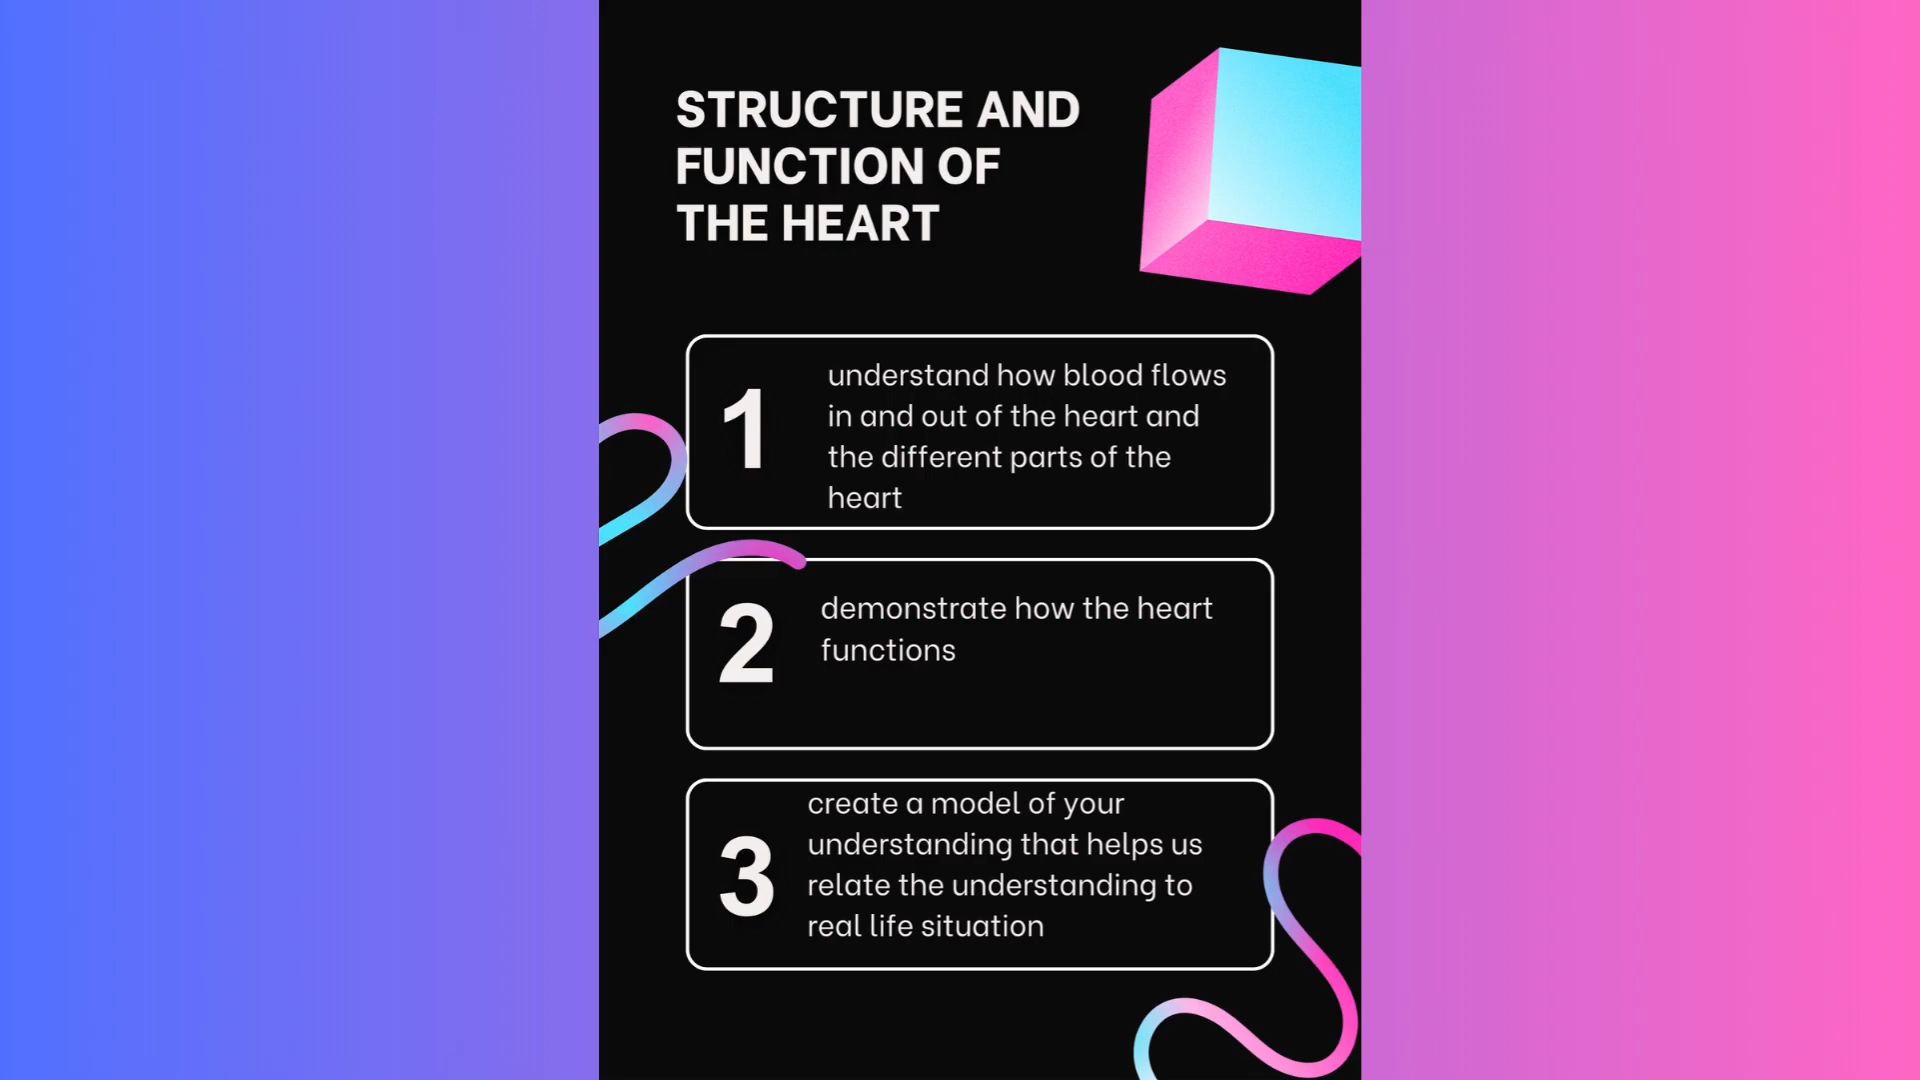 STRUCTURE AND
FUNCTION OF
THE HEART
1
understand how blood flows
in and out of the heart and
the different parts of the
heart
2
demonstrate how the heart
functions
3
create a model of your
understanding that helps us
relate the understanding to
real life situation